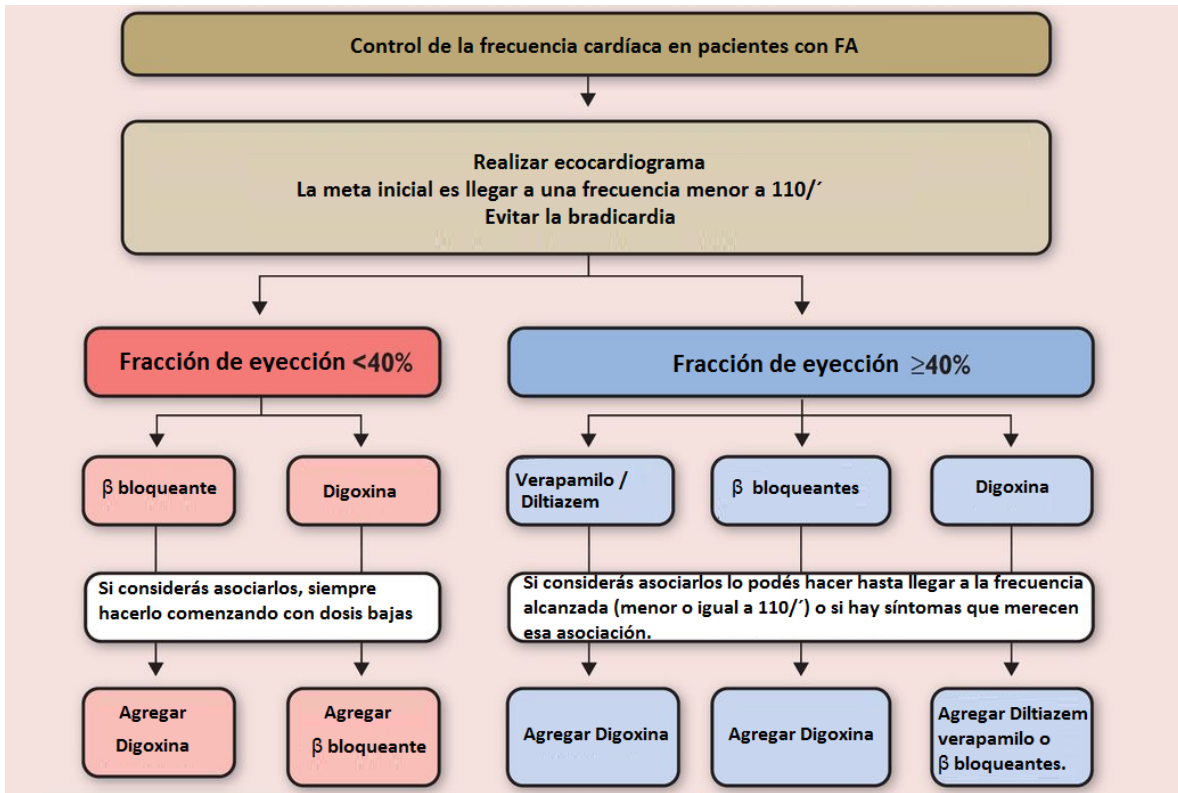 Control de la frecuencia cardíaca en pacientes con FA
Realizar ecocardiograma
La meta inicial es llegar a una frecuencia menor a 110/´
Evitar la bradicardia
Fracción de eyección <40%
Fracción de eyección ≥40%
β bloqueante
Digoxina
Verapamilo /
Diltiazem
β bloqueantes
Digoxina
Si considerás asociarlos, siempre
hacerlo comenzando con dosis bajas
Si considerás asociarlos lo podés hacer hasta llegar a la frecuencia
alcanzada (menor o igual a 110/´) o si hay síntomas que merecen
esa asociación.
Agregar
Digoxina
Agregar
β bloqueante
Agregar Digoxina
Agregar Digoxina
Agregar Diltiazem
verapamilo o
β bloqueantes.